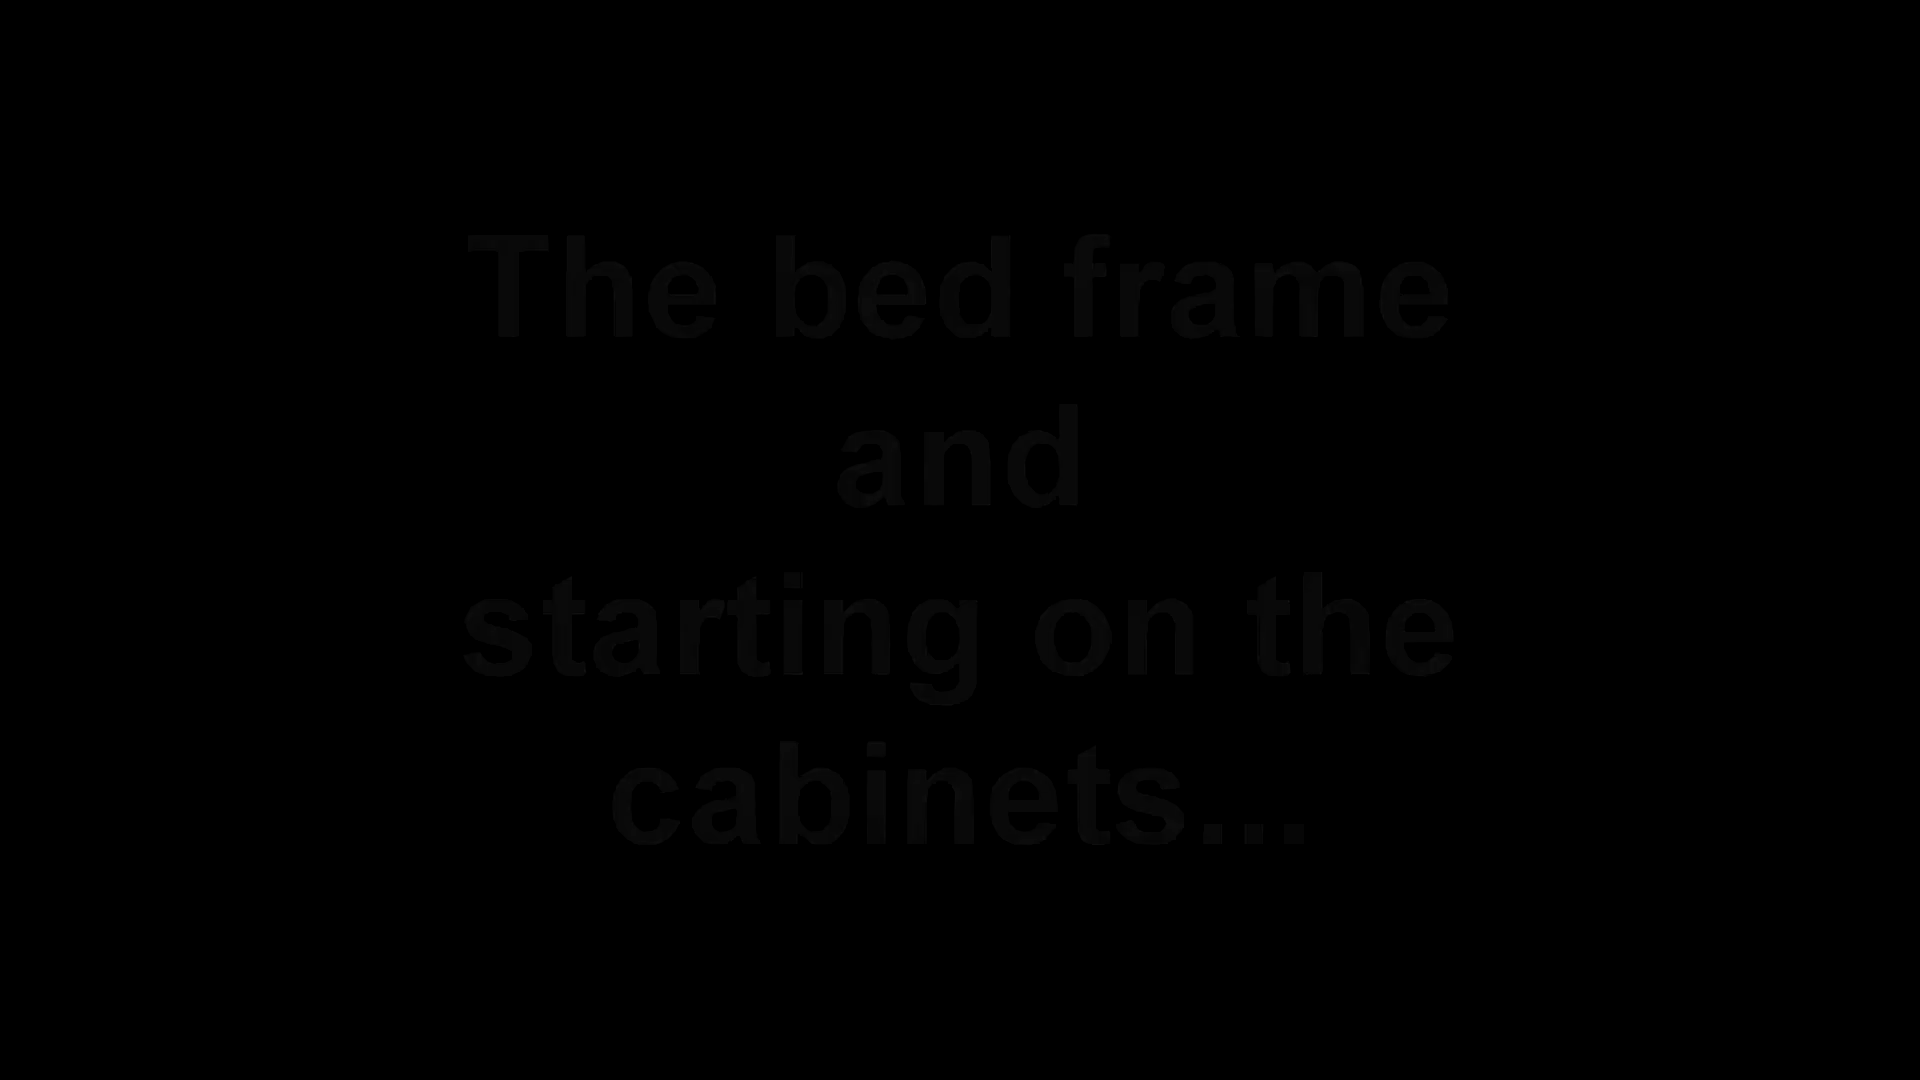 The bed frame
and
starting on the
cabinets...